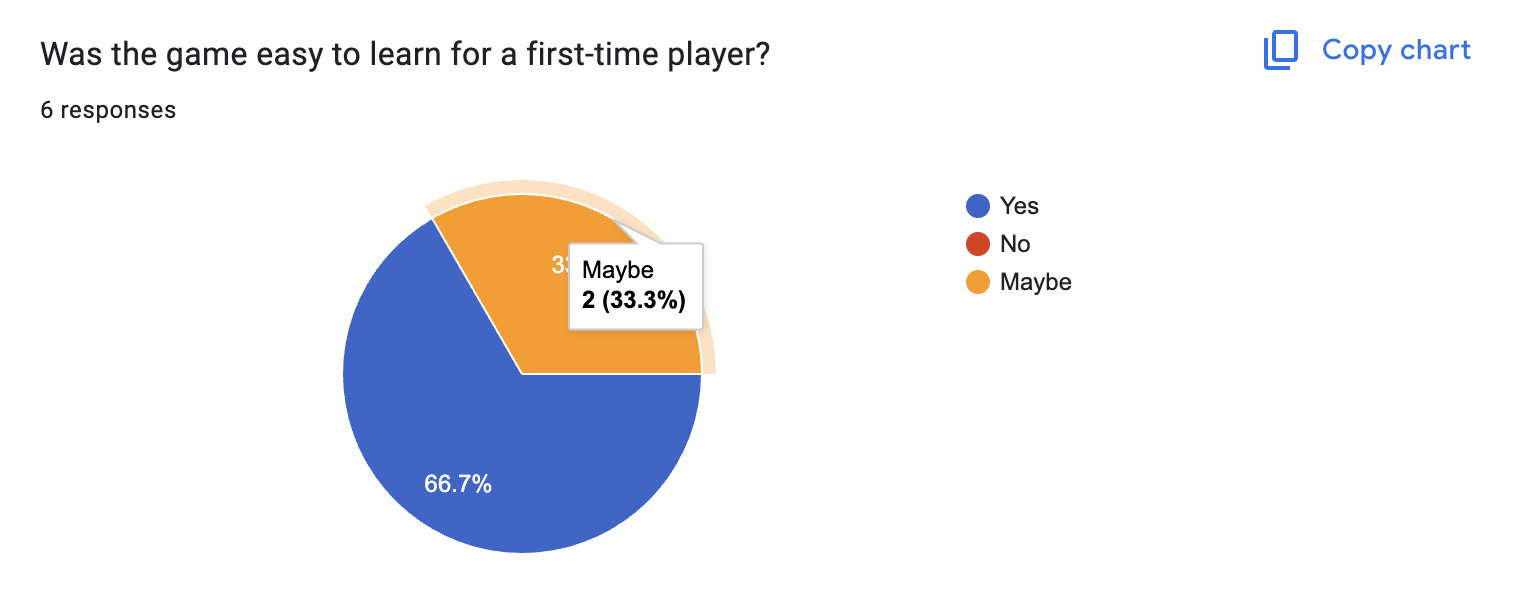 Was the game easy to learn for a first-time player?
Copy chart
6 responses
Yes
No
Maybe
Maybe
2 (33.3%)
66.7%